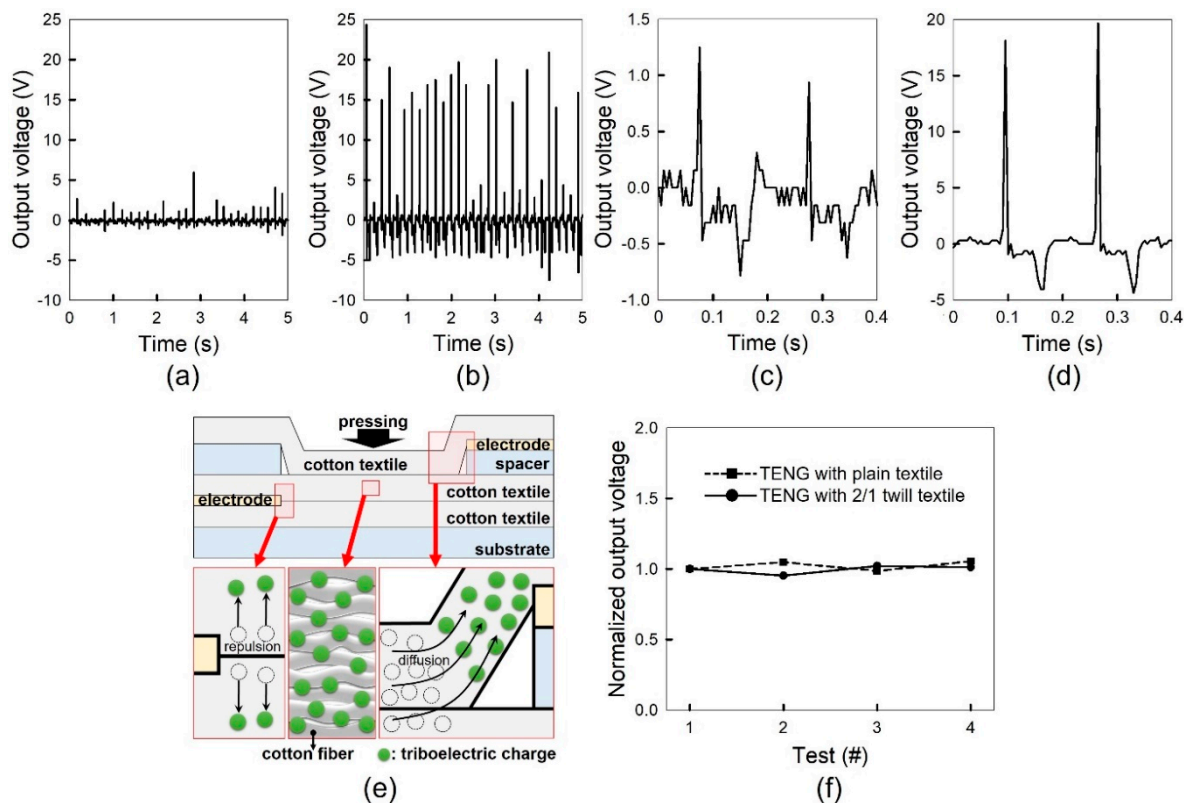 25
20
15
10
5
0
-5
-10
0 1 2 3 4 5
Output voltage (V)
Time (s)
(a)
25
20
15
10
5
0
-5
-10
0 1 2 3 4 5
Output voltage (V)
Time (s)
(b)
1.5
1.0
0.5
0.0
-0.5
-1.0
0 0.1 0.2 0.3 0.4
Output voltage (V)
Time (s)
(c)
20
15
10
5
0
-5
0 0.1 0.2 0.3 0.4
Output voltage (V)
Time (s)
(d)
pressing
electrode
cotton textile
spacer
electrode
cotton textile
cotton textile
substrate
repulsion
diffusion
cotton fiber
: triboelectric charge
(e)
2.0
1.5
1.0
0.5
0.0
1 2 3 4
Normalized output voltage
TENG with plain textile
TENG with 2/1 twill textile
Test (#)
(f)